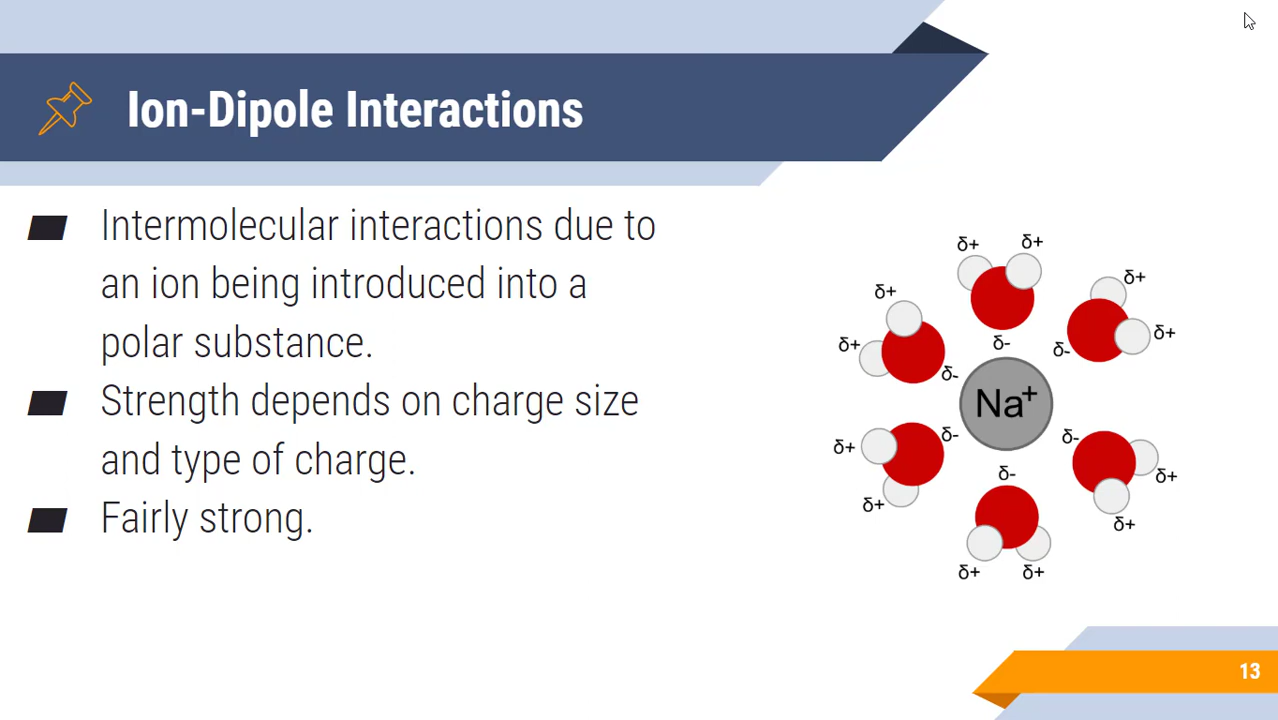 Ion-Dipole Interactions
Intermolecular interactions due to
an ion being introduced into a
polar substance.
Strength depends on charge size
and type of charge.
Fairly strong.
δ+ δ+
δ+ δ+
δ+ δ+
δ- δ-
δ-
Na+
δ+ δ- δ-
δ- δ+
δ+ δ+
δ+ δ+
13